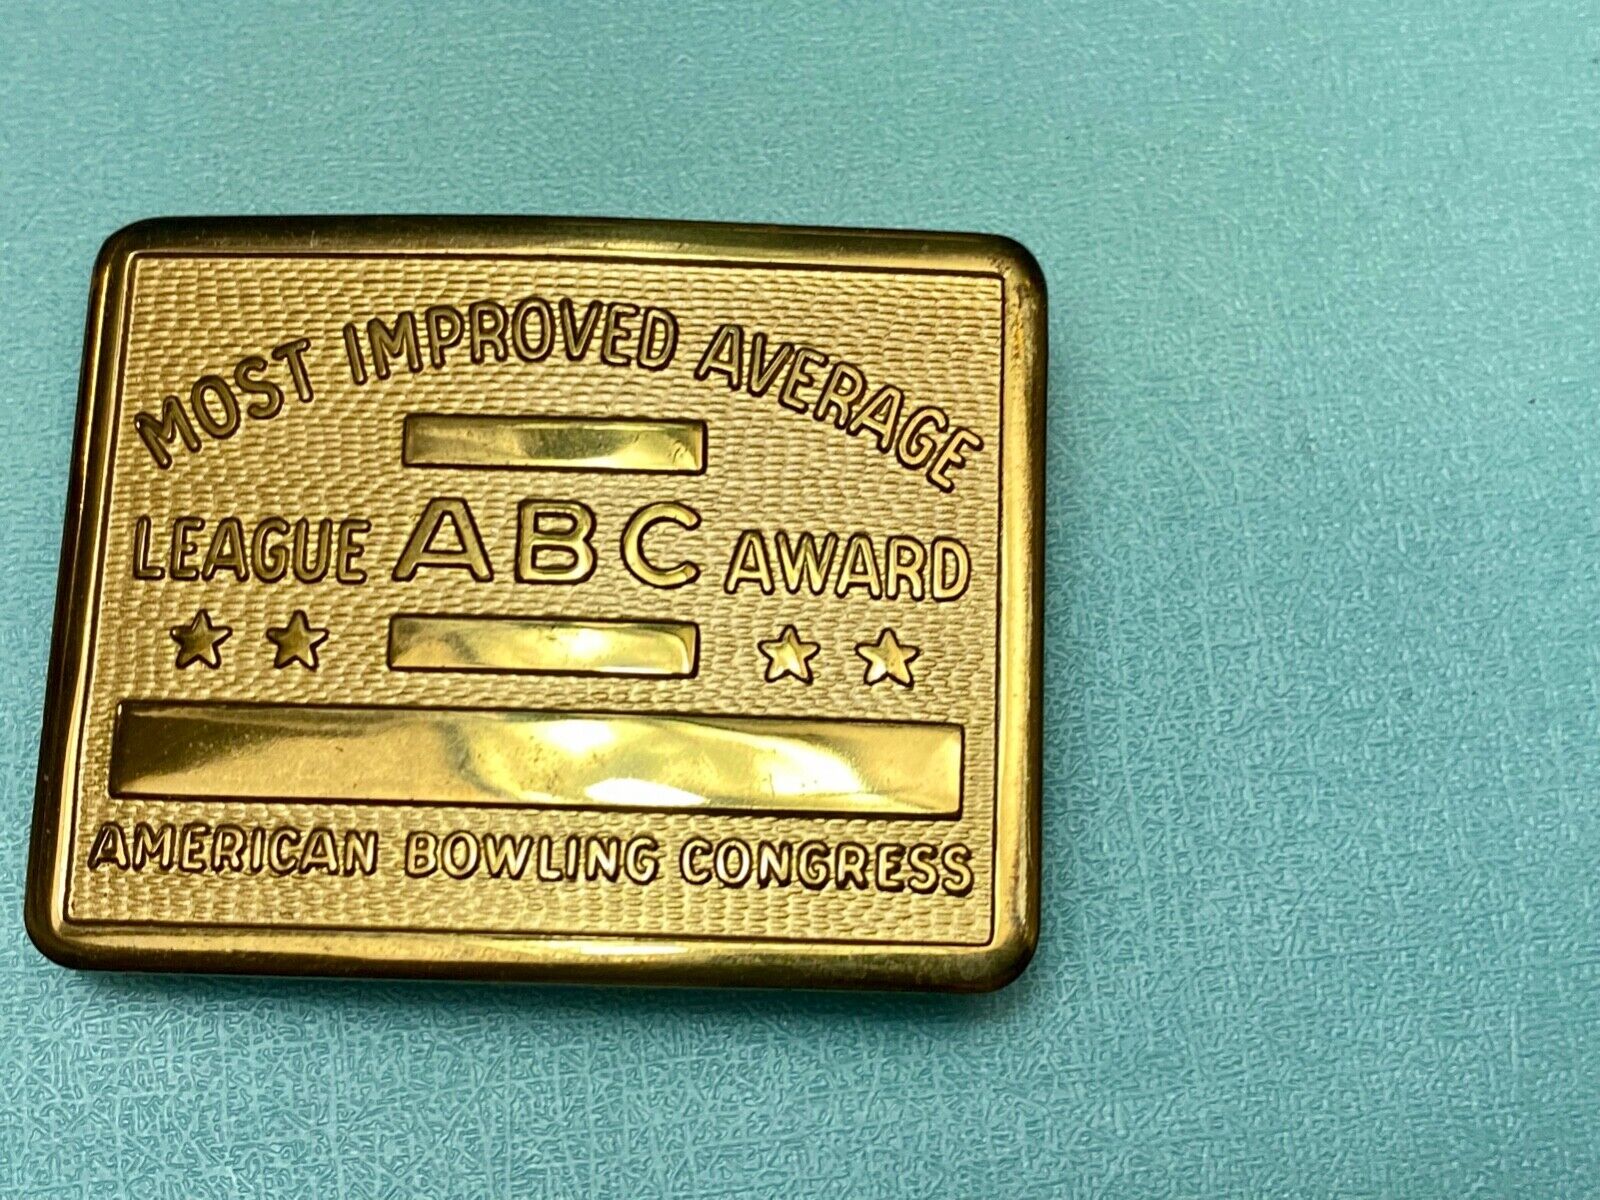 MOST IMPROVED AVERAGE
LEAGUE ABC AWARD
AMERICAN BOWLING CONGRESS